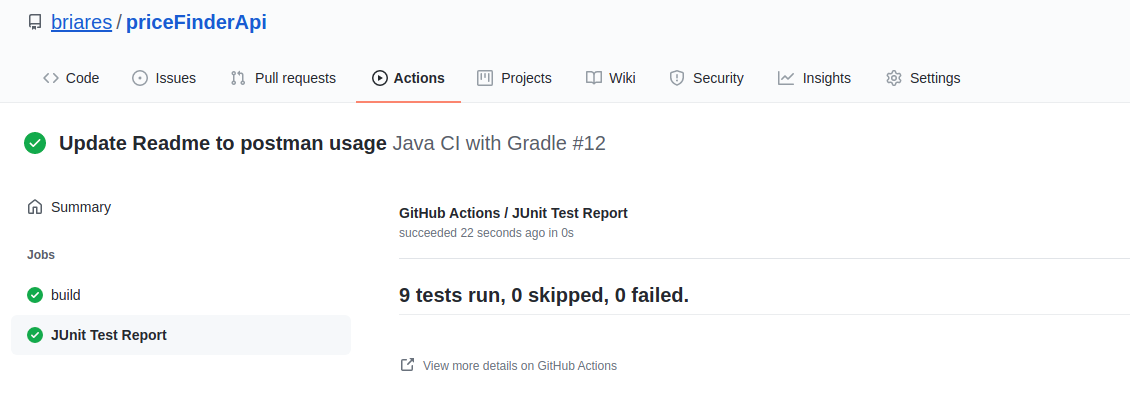 briares / priceFinderApi
Code Issues Pull requests Actions Projects Wiki Security Insights Settings
Update Readme to postman usage Java CI with Gradle #12
Summary
Jobs
build
JUnit Test Report
GitHub Actions / JUnit Test Report
succeeded 22 seconds ago in 0s
9 tests run, 0 skipped, 0 failed.
View more details on GitHub Actions